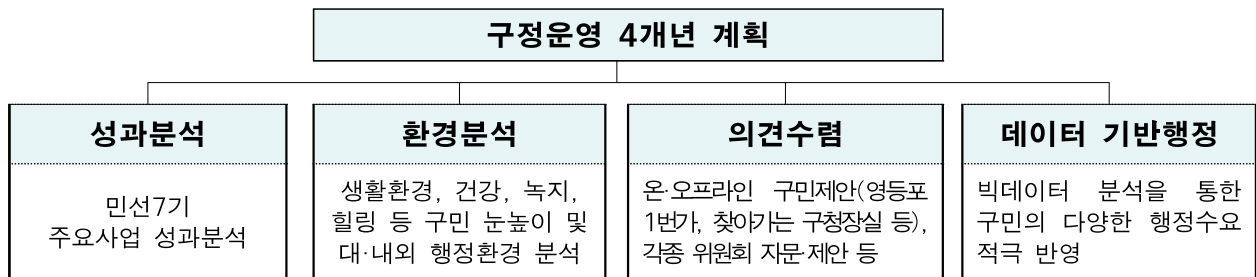 구정운영 4개년 계획
성과분석
민선7기
주요사업 성과분석
환경분석
생활환경, 건강, 녹지,
힐링 등 구민 눈높이 및
대·내외 행정환경 분석
의견수렴
온·오프라인 구민제안(영등포
1번가, 찾아가는 구청장실 등),
각종 위원회 자문·제안 등
데이터 기반행정
빅데이터 분석을 통한
구민의 다양한 행정수요
적극 반영